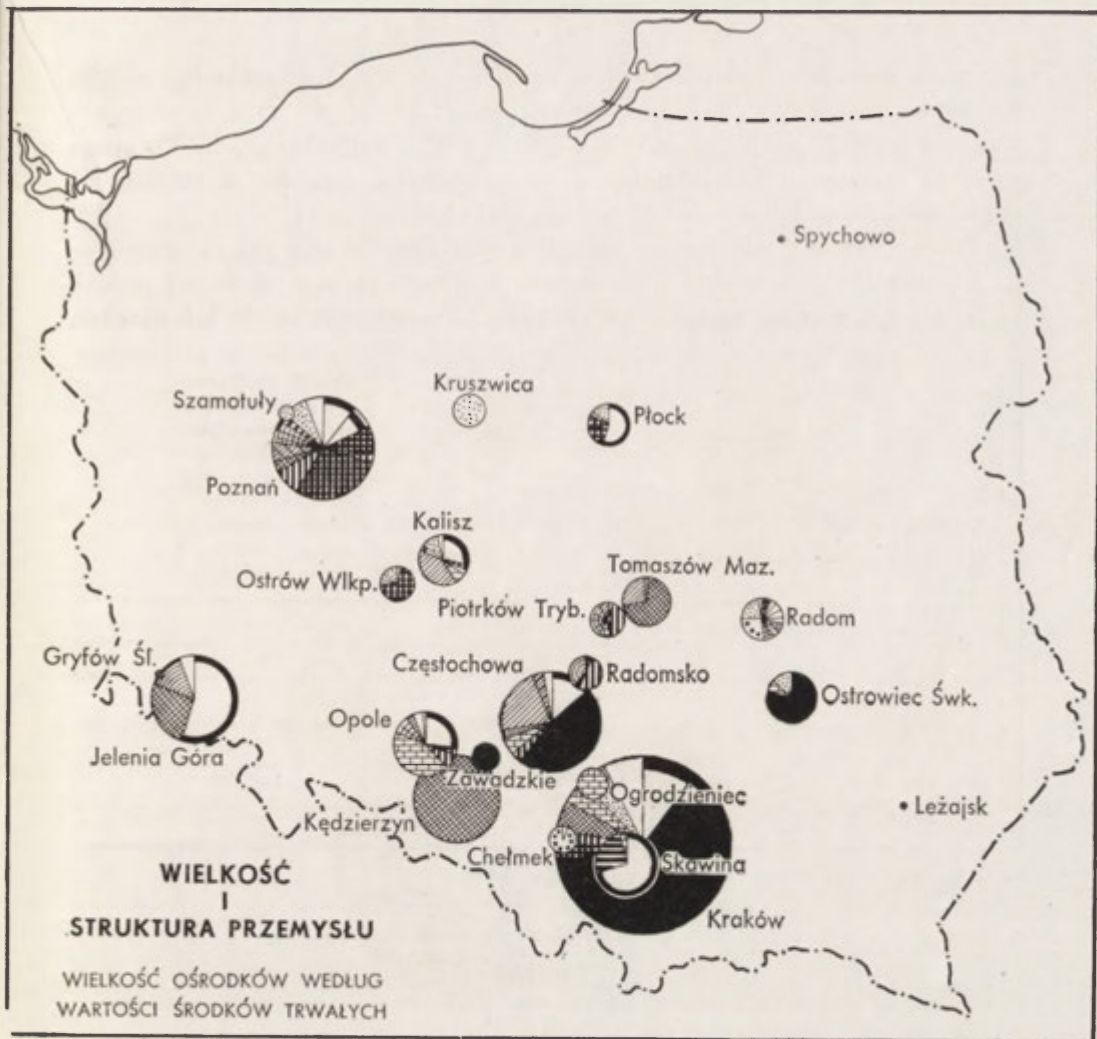 Spychowo
Kruszwica
Szamotuły
Płock
Poznań
Kalisz
Tomaszów Maz.
Ostrów Wlkp.
Piotrków Tryb.
Radom
Gryfów Śl.
Częstochowa
Radomsko
Ostrowiec Świk.
Opole
Jelenia Góra
Zawadzkie
Ogrodzieniec
Leżajsk
Kędzierzyn
Chełmek
Skawina
Kraków
WIELKOŚĆ
I
STRUKTURA PRZEMYSŁU
WIELKOŚĆ OŚRODKÓW WEDŁUG
WARTOŚCI ŚRODKÓW TRWAŁYCH